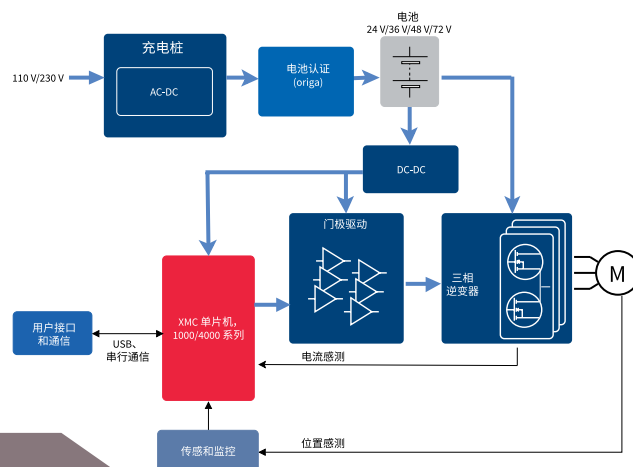 电池
24 V/36 V/48 V/72 V
充电桩
110 V/230 V
AC-DC
电池认证
(origa)
DC-DC
门极驱动
三相
逆变器
M
XMC 单片机，
1000/4000 系列
用户接口
和通信
USB、
串行通信
电流感测
位置感测
传感和监控